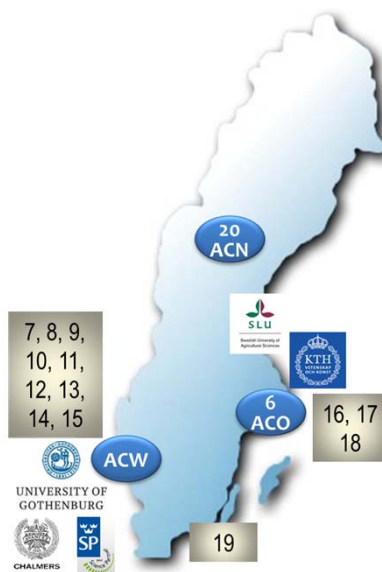 20
ACN
SLU
Swedish University of
Agricultural Sciences
KTH
VETENSKAP
OCH KONST
7, 8, 9,
10, 11,
12, 13,
14, 15
6
ACO
16, 17
18
ACW
UNIVERSITY OF
GOTHENBURG
CHALMERS
SP
19